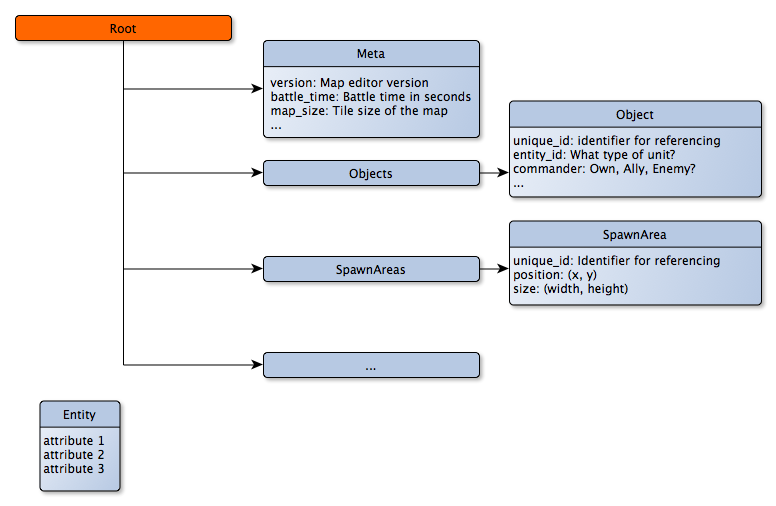 Root
Meta
version: Map editor version
battle_time: Battle time in seconds
map_size: Tile size of the map
...
Objects
Object
unique_id: identifier for referencing
entity_id: What type of unit?
commander: Own, Ally, Enemy?
...
SpawnAreas
SpawnArea
unique_id: Identifier for referencing
position: (x, y)
size: (width, height)
...
Entity
attribute 1
attribute 2
attribute 3